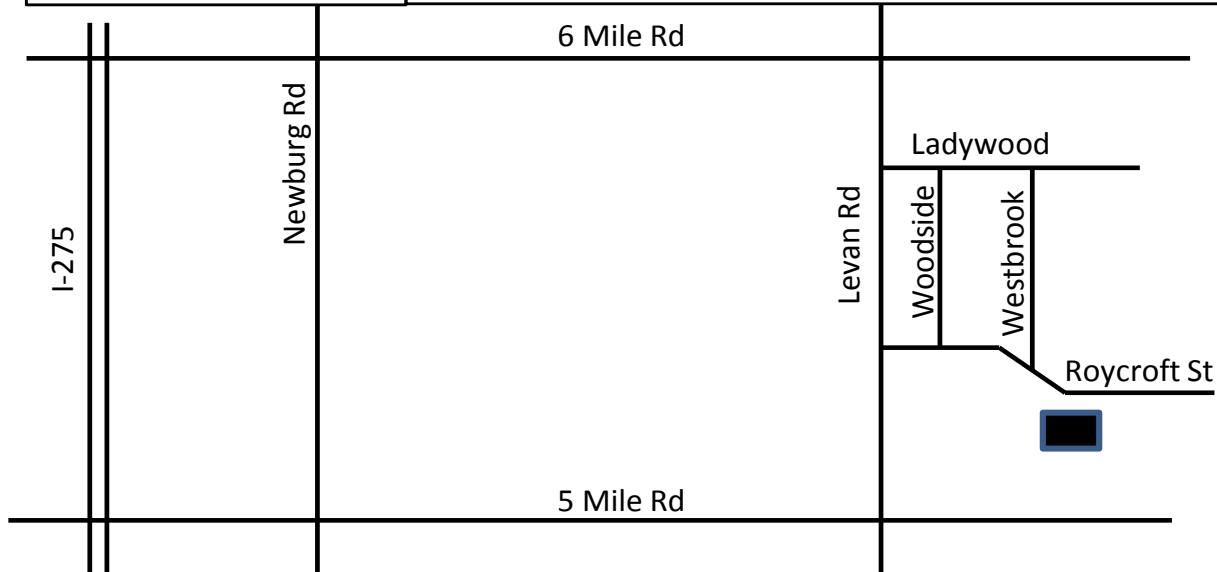 6 Mile Rd
Newburg Rd
Ladywood
I-275
Levan Rd
Woodside
Westbrook
Roycroft St
5 Mile Rd